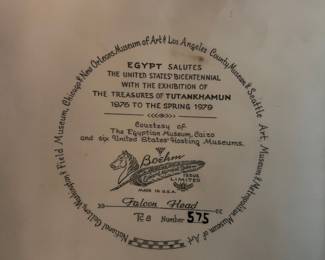 National Gallery, Washington • Field Museum, Chicago • New Orleans Museum of Art • Los Angeles County Museum • Seattle Art Museum • Metropolitan Museum of Art
EGYPT SALUTES
THE UNITED STATES' BICENTENNIAL
WITH THE EXHIBITION OF
THE TREASURES OF TUTANKHAMUN
1976 TO THE SPRING 1979
Courtesy of
The Egyptian Museum, Cairo
and six United States' Hosting Museums.
Boehm
ISSUE
LIMITED
MADE IN U.S.A.
Falcon Head
Number 575